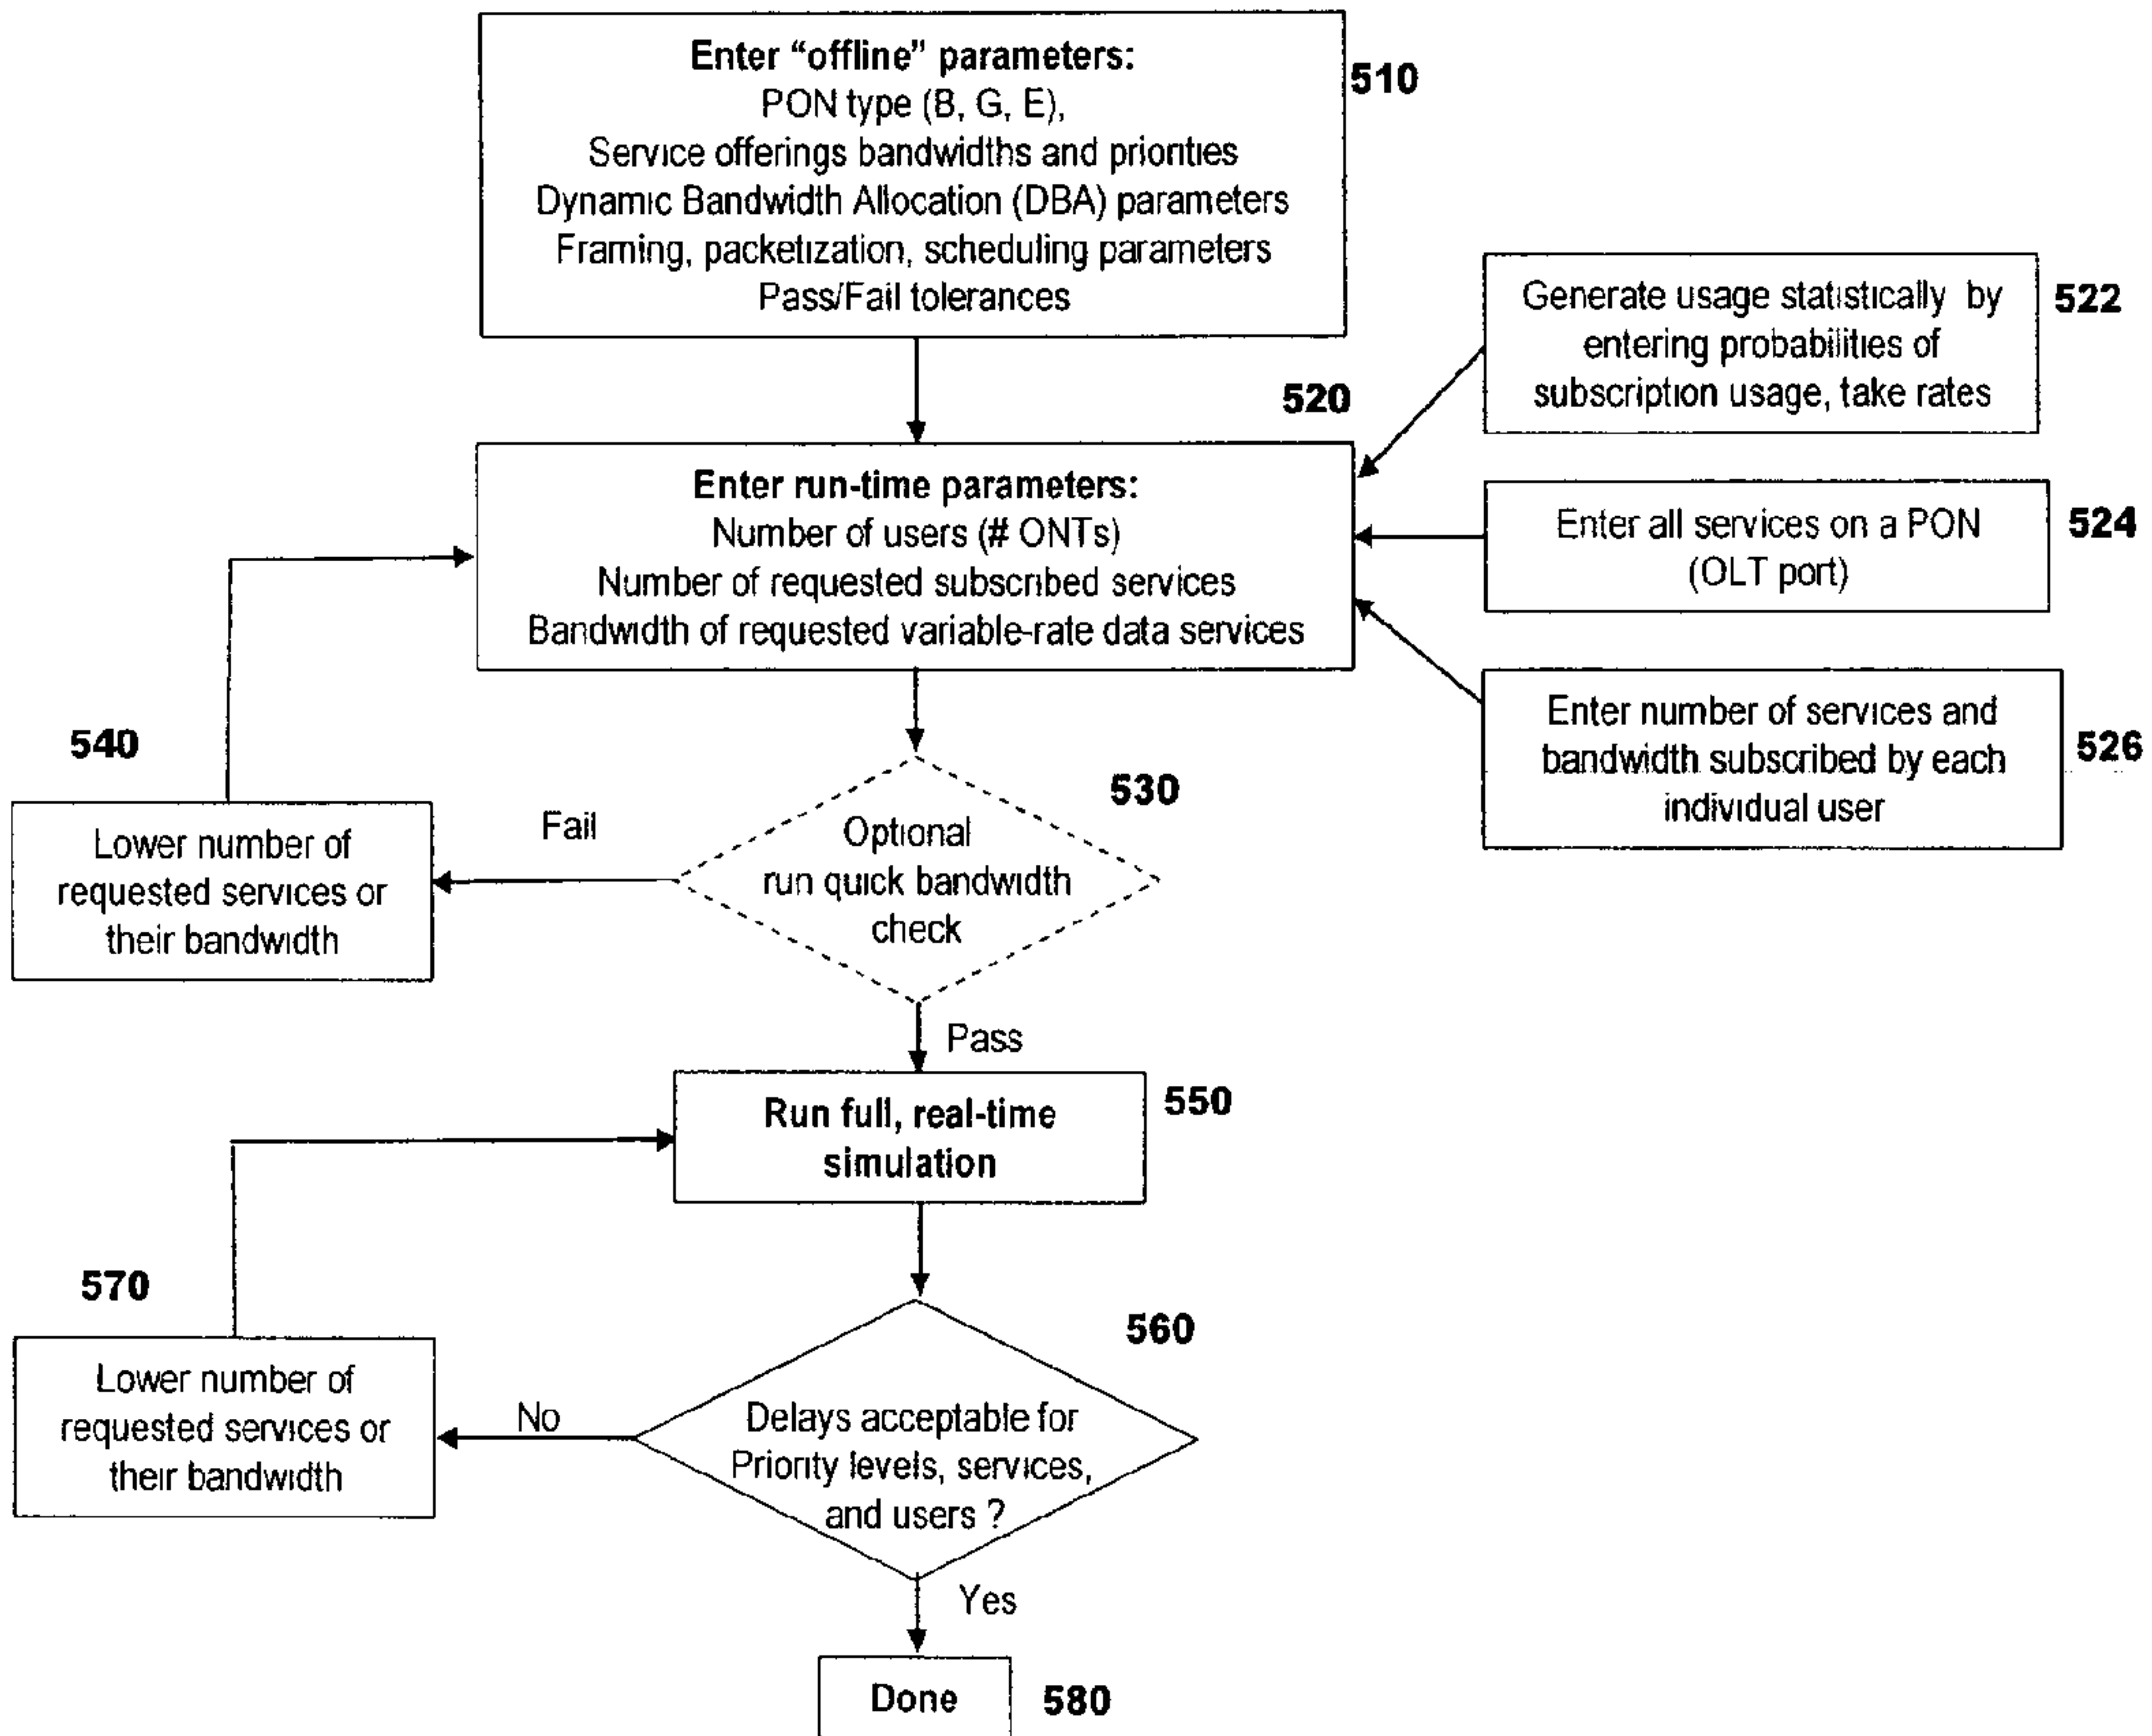 Enter “offline” parameters:
PON type (B, G, E),
Service offerings bandwidths and priorities
Dynamic Bandwidth Allocation (DBA) parameters
Framing, packetization, scheduling parameters
Pass/Fail tolerances
510
Generate usage statistically by
entering probabilities of
subscription usage, take rates
522
520
Enter run-time parameters:
Number of users (# ONTs)
Number of requested subscribed services
Bandwidth of requested variable-rate data services
Enter all services on a PON
(OLT port)
524
Enter number of services and
bandwidth subscribed by each
individual user
526
540
Lower number of
requested services or
their bandwidth
Fail
530
Optional
run quick bandwidth
check
Pass
Run full, real-time
simulation
550
570
Lower number of
requested services or
their bandwidth
No
560
Delays acceptable for
Priority levels, services,
and users ?
Yes
Done
580